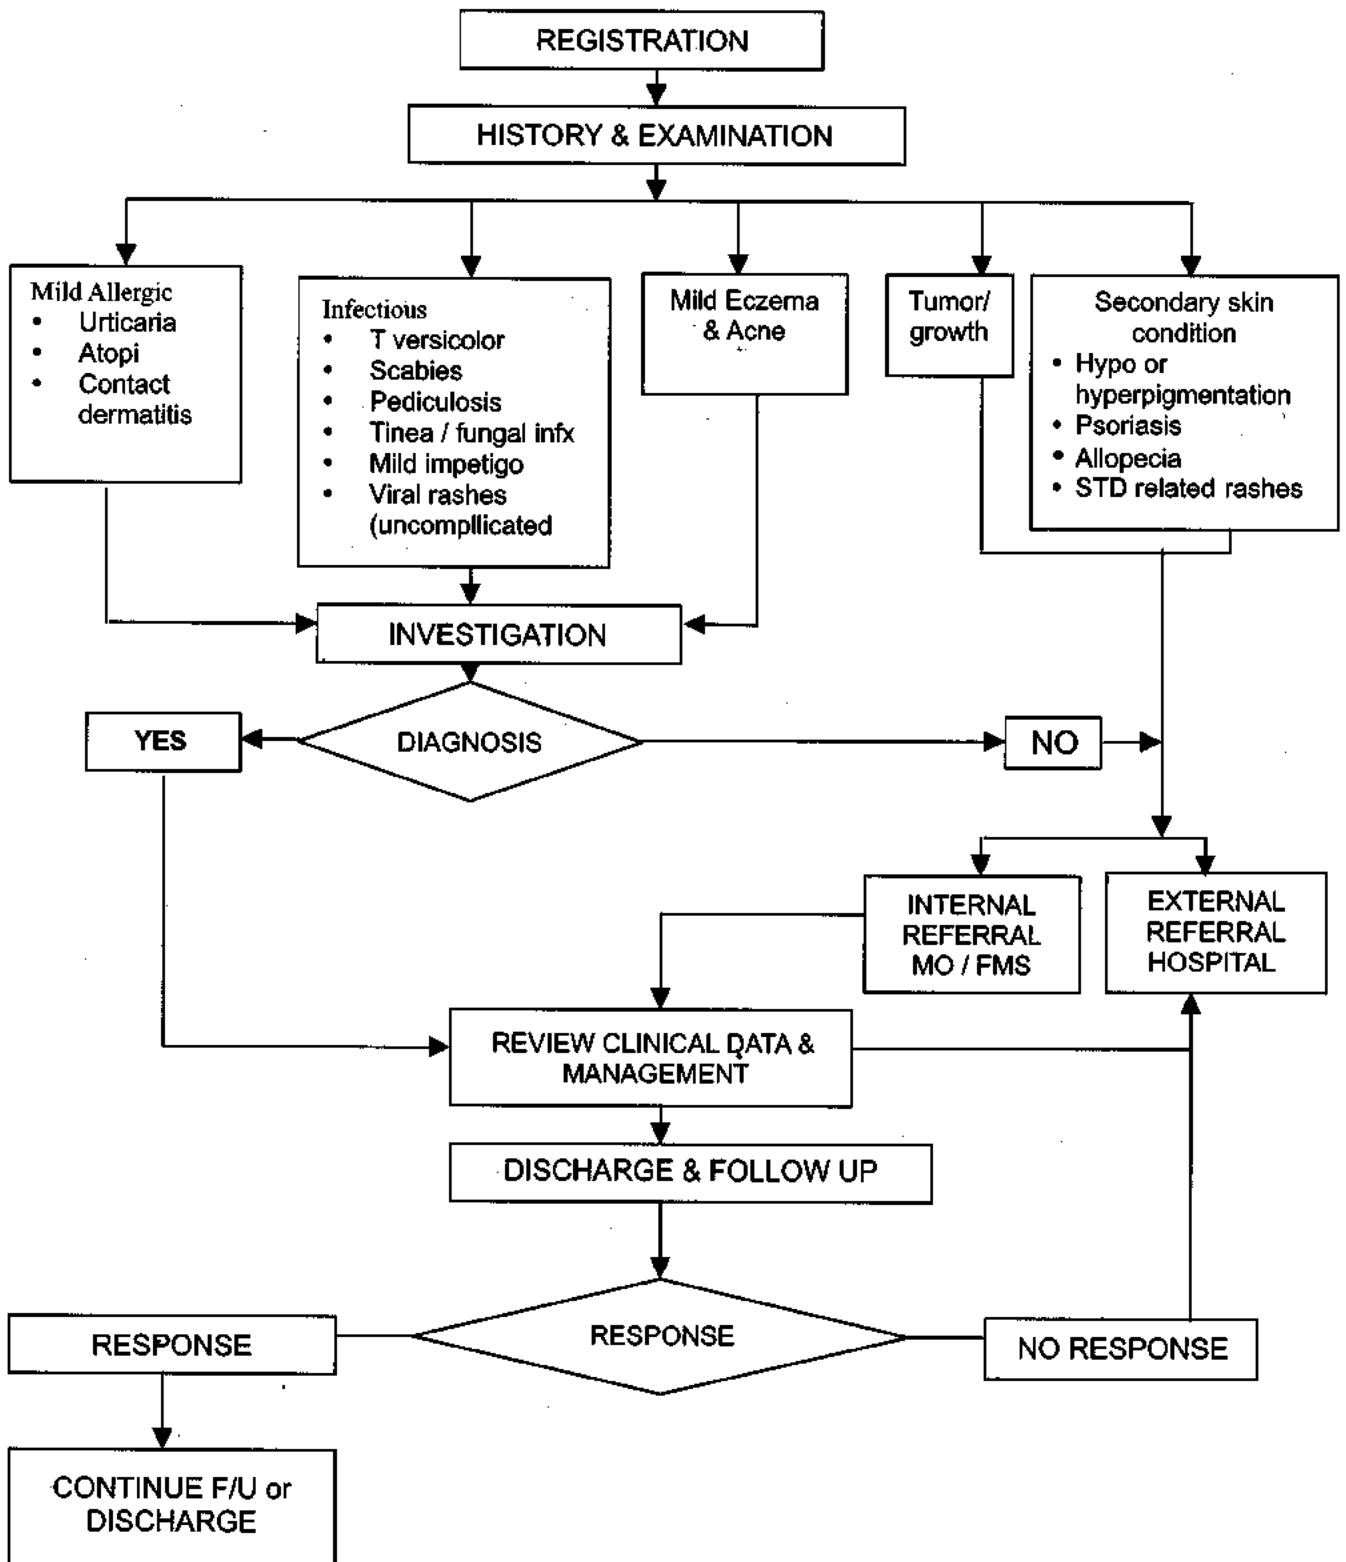 REGISTRATION
HISTORY & EXAMINATION
Mild Allergic
• Urticaria
• Atopi
• Contact
dermatitis
Infectious
• T versicolor
• Scabies
• Pediculosis
• Tinea / fungal infx
• Mild impetigo
• Viral rashes
(uncompllicated
Mild Eczema
& Acne
Tumor/
growth
Secondary skin
condition
• Hypo or
hyperpigmentation
• Psoriasis
• Allopecia
• STD related rashes
INVESTIGATION
YES
DIAGNOSIS
NO
INTERNAL
REFERRAL
MO / FMS
EXTERNAL
REFERRAL
HOSPITAL
REVIEW CLINICAL DATA &
MANAGEMENT
DISCHARGE & FOLLOW UP
RESPONSE
RESPONSE
NO RESPONSE
CONTINUE F/U or
DISCHARGE